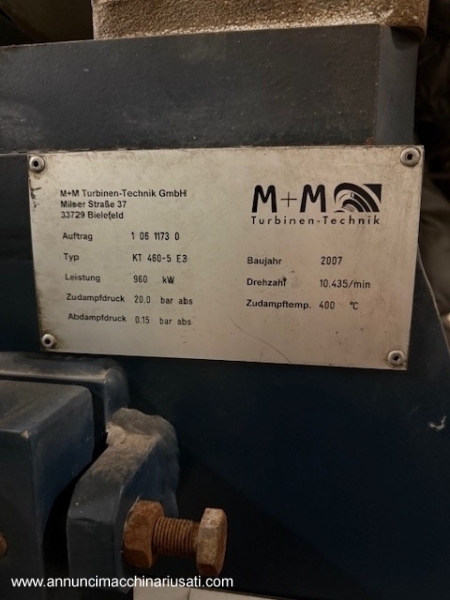 M+M Turbinen-Technik GmbH
Milser Straße 37
33729 Bielefeld
M+M
Turbinen-Technik
Auftrag 1 06 1173 0
Typ KT 460-5 E3
Leistung 960 kW
Zudampfdruck 20.0 bar abs
Abdampfdruck 0.15 bar abs
Baujahr 2007
Drehzahl 10.435/min
Zudampftemp. 400 °C
www.annuncimacchinariusati.com